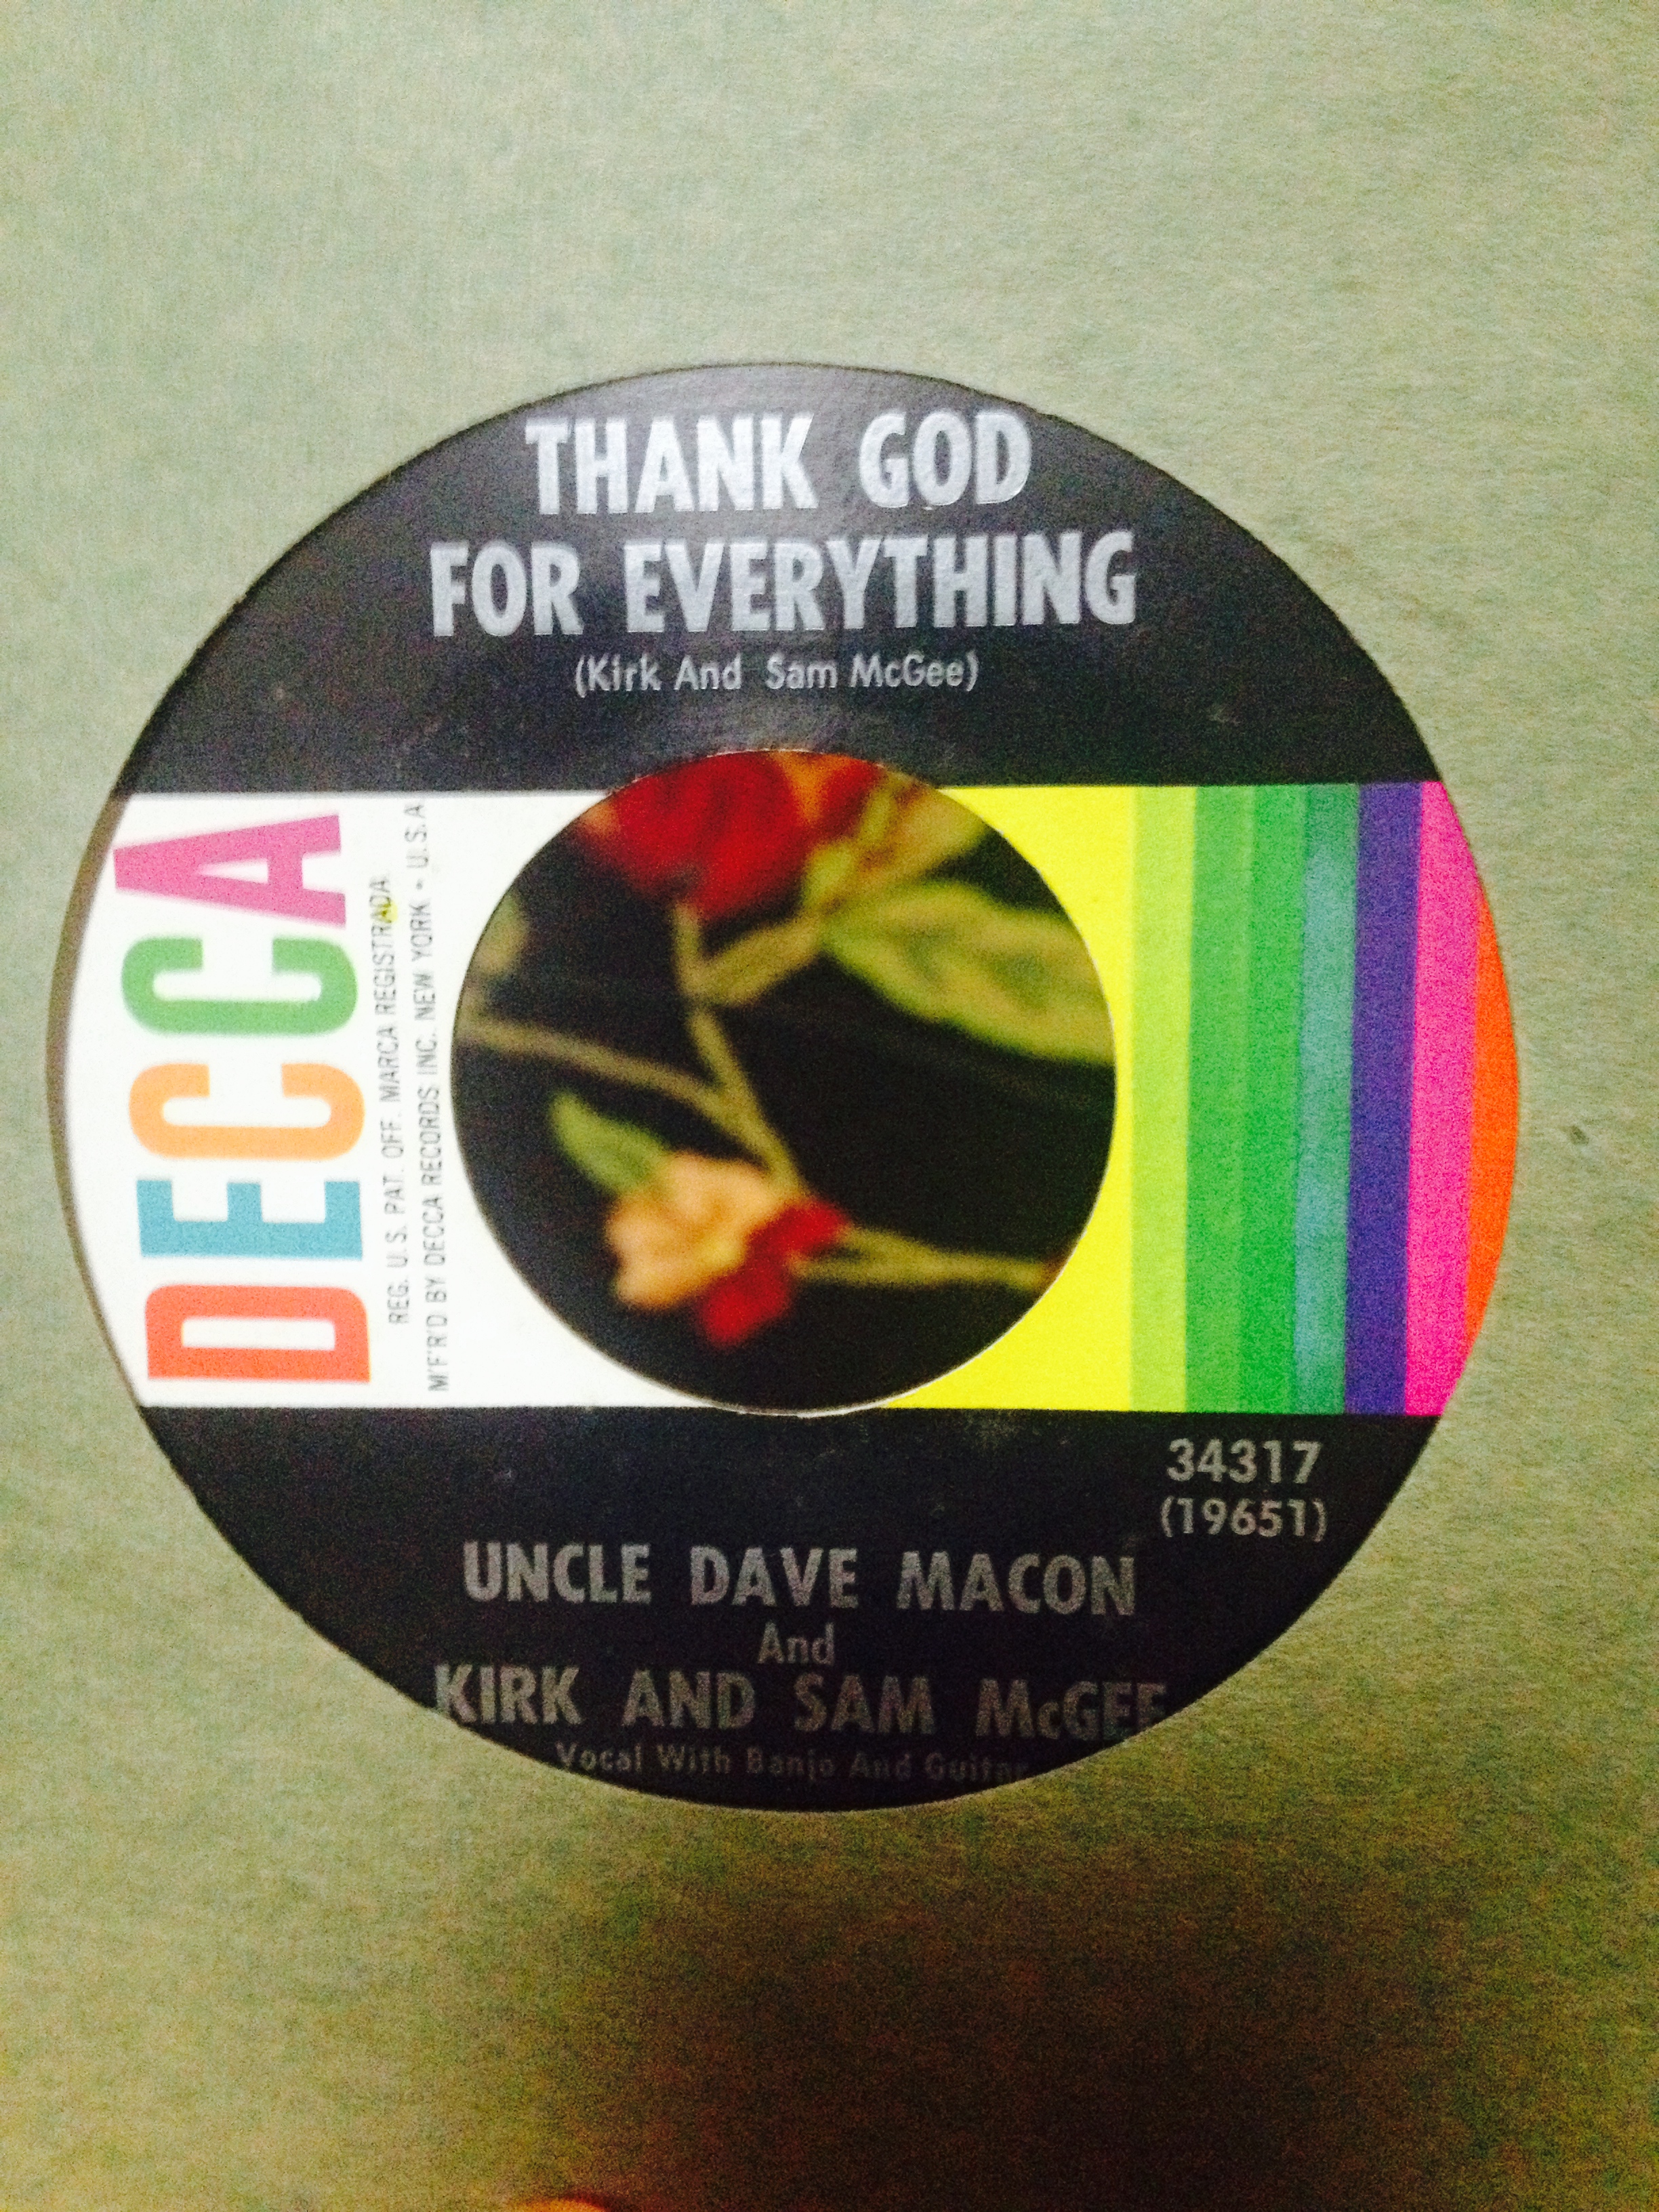 THANK GOD
FOR EVERYTHING
(Kirk And Sam McGee)
DECCA
REG. U.S. PAT. OFF. MARCA REGISTRADA
M'F'R'D BY DECCA RECORDS INC. NEW YORK - U.S.A
34317
(19651)
UNCLE DAVE MACON
And
KIRK AND SAM McGEE
Vocal With Banjo And Guitar